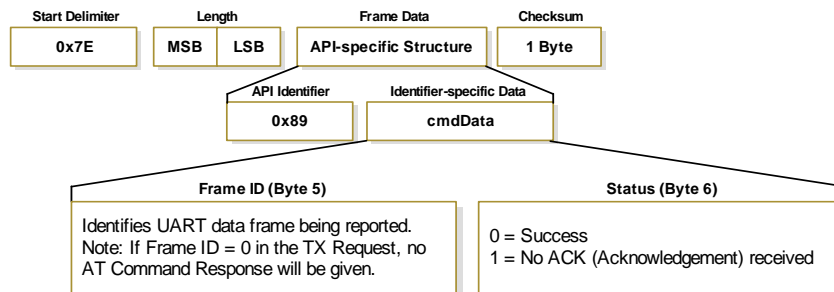 Start Delimiter Length Frame Data Checksum
0x7E MSB LSB API-specific Structure 1 Byte
API Identifier Identifier-specific Data
0x89 cmdData
Frame ID (Byte 5)
Identifies UART data frame being reported.
Note: If Frame ID = 0 in the TX Request, no
AT Command Response will be given.
Status (Byte 6)
0 = Success
1 = No ACK (Acknowledgement) received